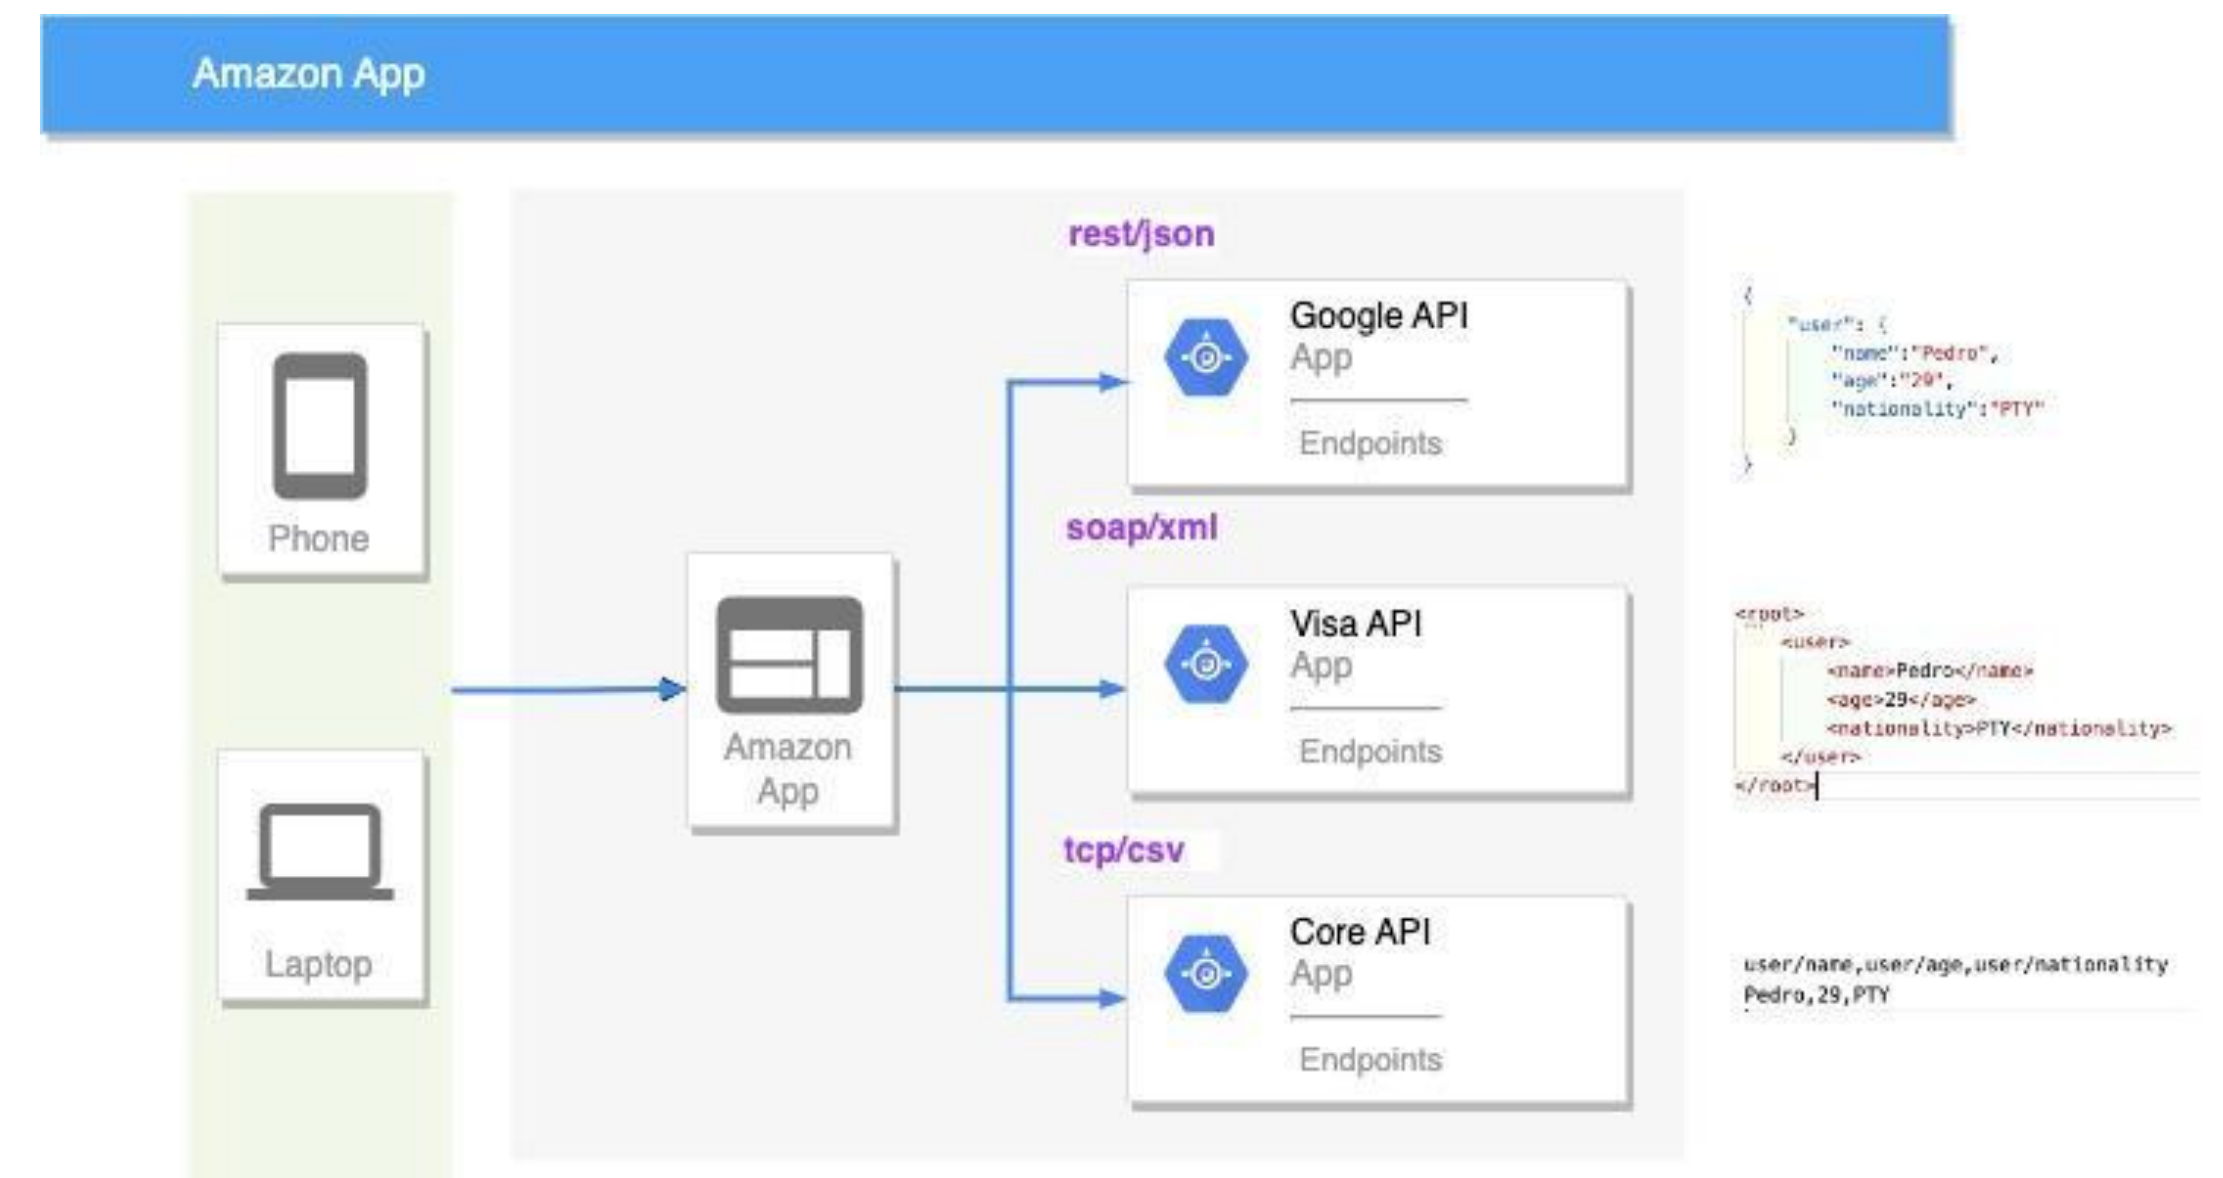 Amazon App
Phone
Laptop
Amazon
App
rest/json
Google API
App
Endpoints
soap/xml
Visa API
App
Endpoints
tcp/csv
Core API
App
Endpoints
{
"user": {
"name":"Pedro",
"age":"29",
"nationality":"PTY"
}
}
<root>
<user>
<name>Pedro</name>
<age>29</age>
<nationality>PTY</nationality>
</user>
</root>
user/name,user/age,user/nationality
Pedro,29,PTY